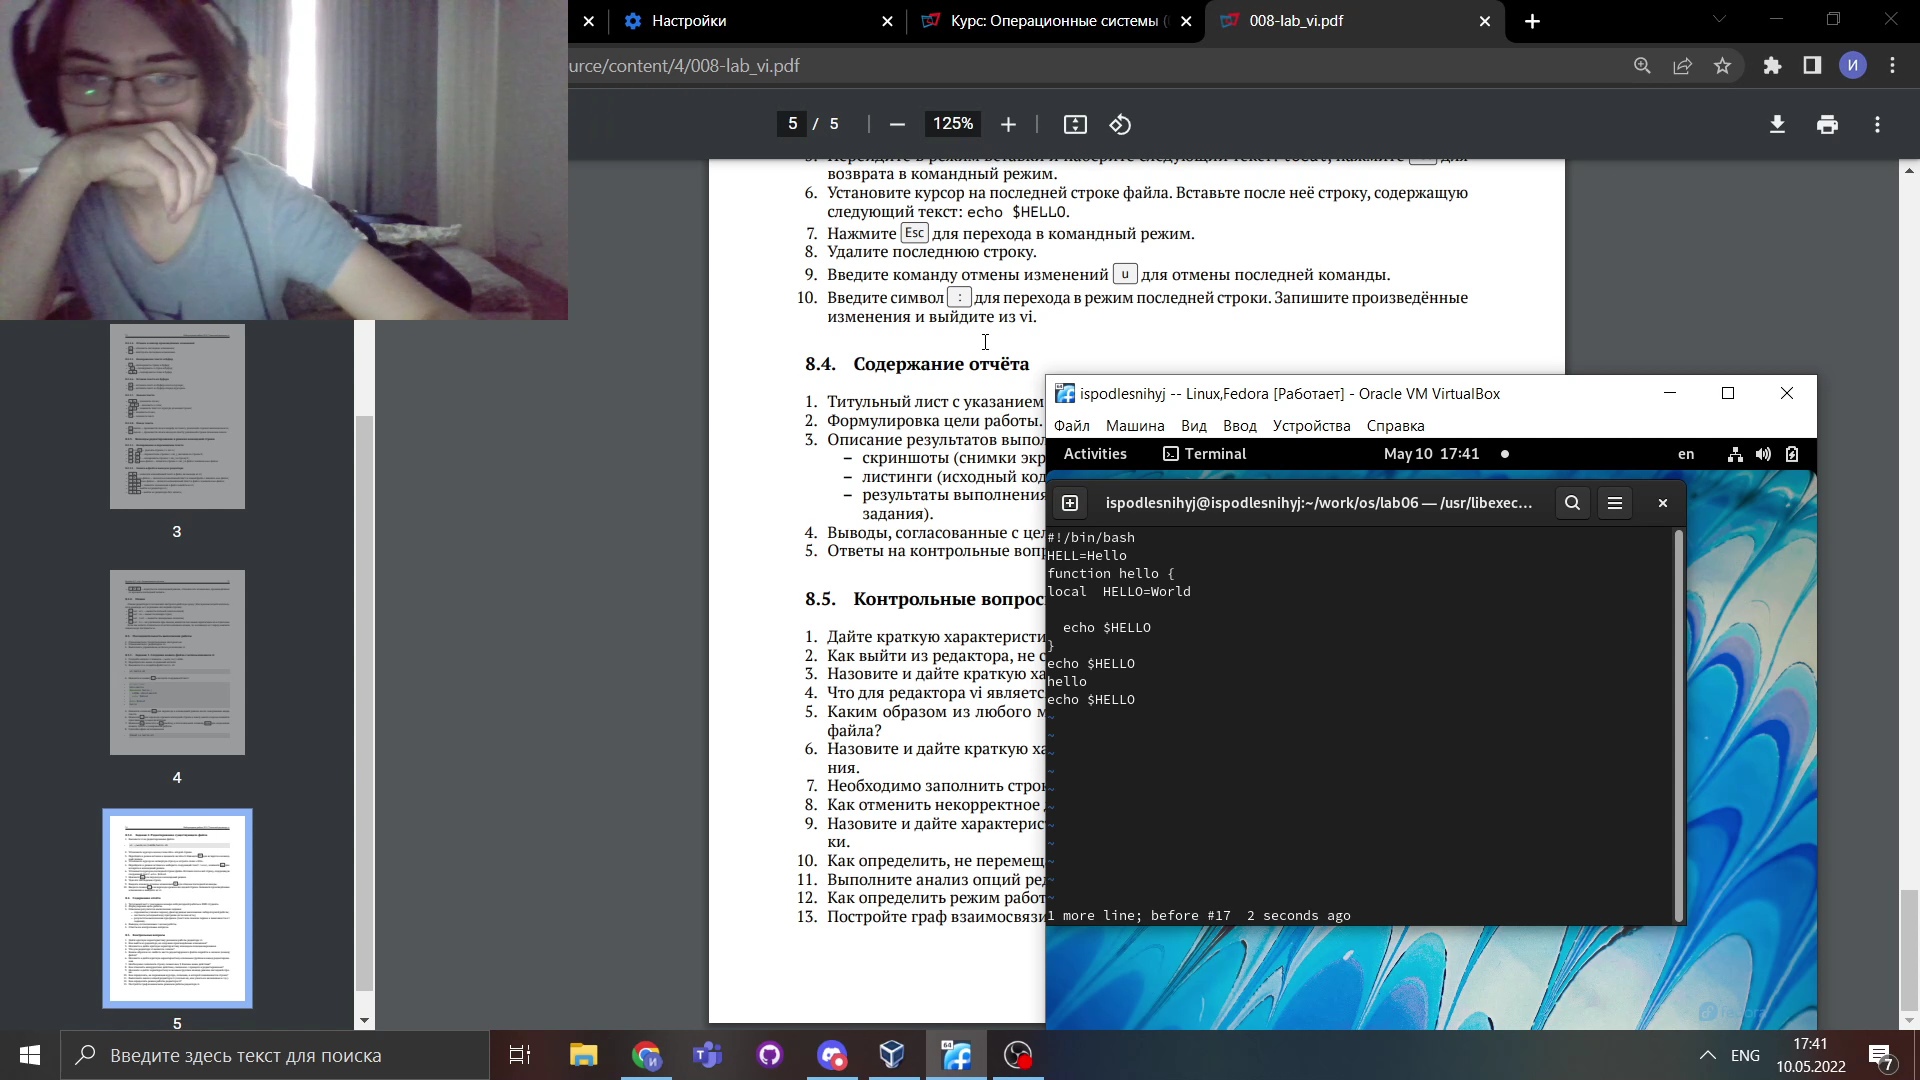 Настройки
Курс: Операционные системы (
008-lab_vi.pdf
urce/content/4/008-lab_vi.pdf
И
5 / 5
125%
возврата в командный режим.
6. Установите курсор на последней строке файла. Вставьте после неё строку, содержащую
следующий текст: echo $HELLO.
7. Нажмите Esc для перехода в командный режим.
8. Удалите последнюю строку.
9. Введите команду отмены изменений u для отмены последней команды.
10. Введите символ : для перехода в режим последней строки. Запишите произведённые
изменения и выйдите из vi.
8.4. Содержание отчёта
1. Титульный лист с указанием
2. Формулировка цели работы.
3. Описание результатов выпол
– скриншоты (снимки экр
– листинги (исходный код
– результаты выполнения
задания).
4. Выводы, согласованные с цел
5. Ответы на контрольные вопр
8.5. Контрольные вопрос
1. Дайте краткую характеристи
2. Как выйти из редактора, не с
3. Назовите и дайте краткую ха
4. Что для редактора vi являетс
5. Каким образом из любого м
файла?
6. Назовите и дайте краткую ха
ния.
7. Необходимо заполнить строк
8. Как отменить некорректное
9. Назовите и дайте характерис
ки.
10. Как определить, не перемещ
11. Выполните анализ опций ред
12. Как определить режим работ
13. Постройте граф взаимосвязи
3
4
5
ispodlesnihyj -- Linux,Fedora [Работает] - Oracle VM VirtualBox
Файл Машина Вид Ввод Устройства Справка
Activities Terminal May 10 17:41 en
ispodlesnihyj@ispodlesnihyj:~/work/os/lab06 — /usr/libexec...
#!/bin/bash
HELL=Hello
function hello {
local  HELLO=World
  echo $HELLO
}
echo $HELLO
hello
echo $HELLO
~
~
~
~
~
~
~
~
~
~
~
1 more line; before #17  2 seconds ago
Введите здесь текст для поиска
ENG
17:41
10.05.2022
7